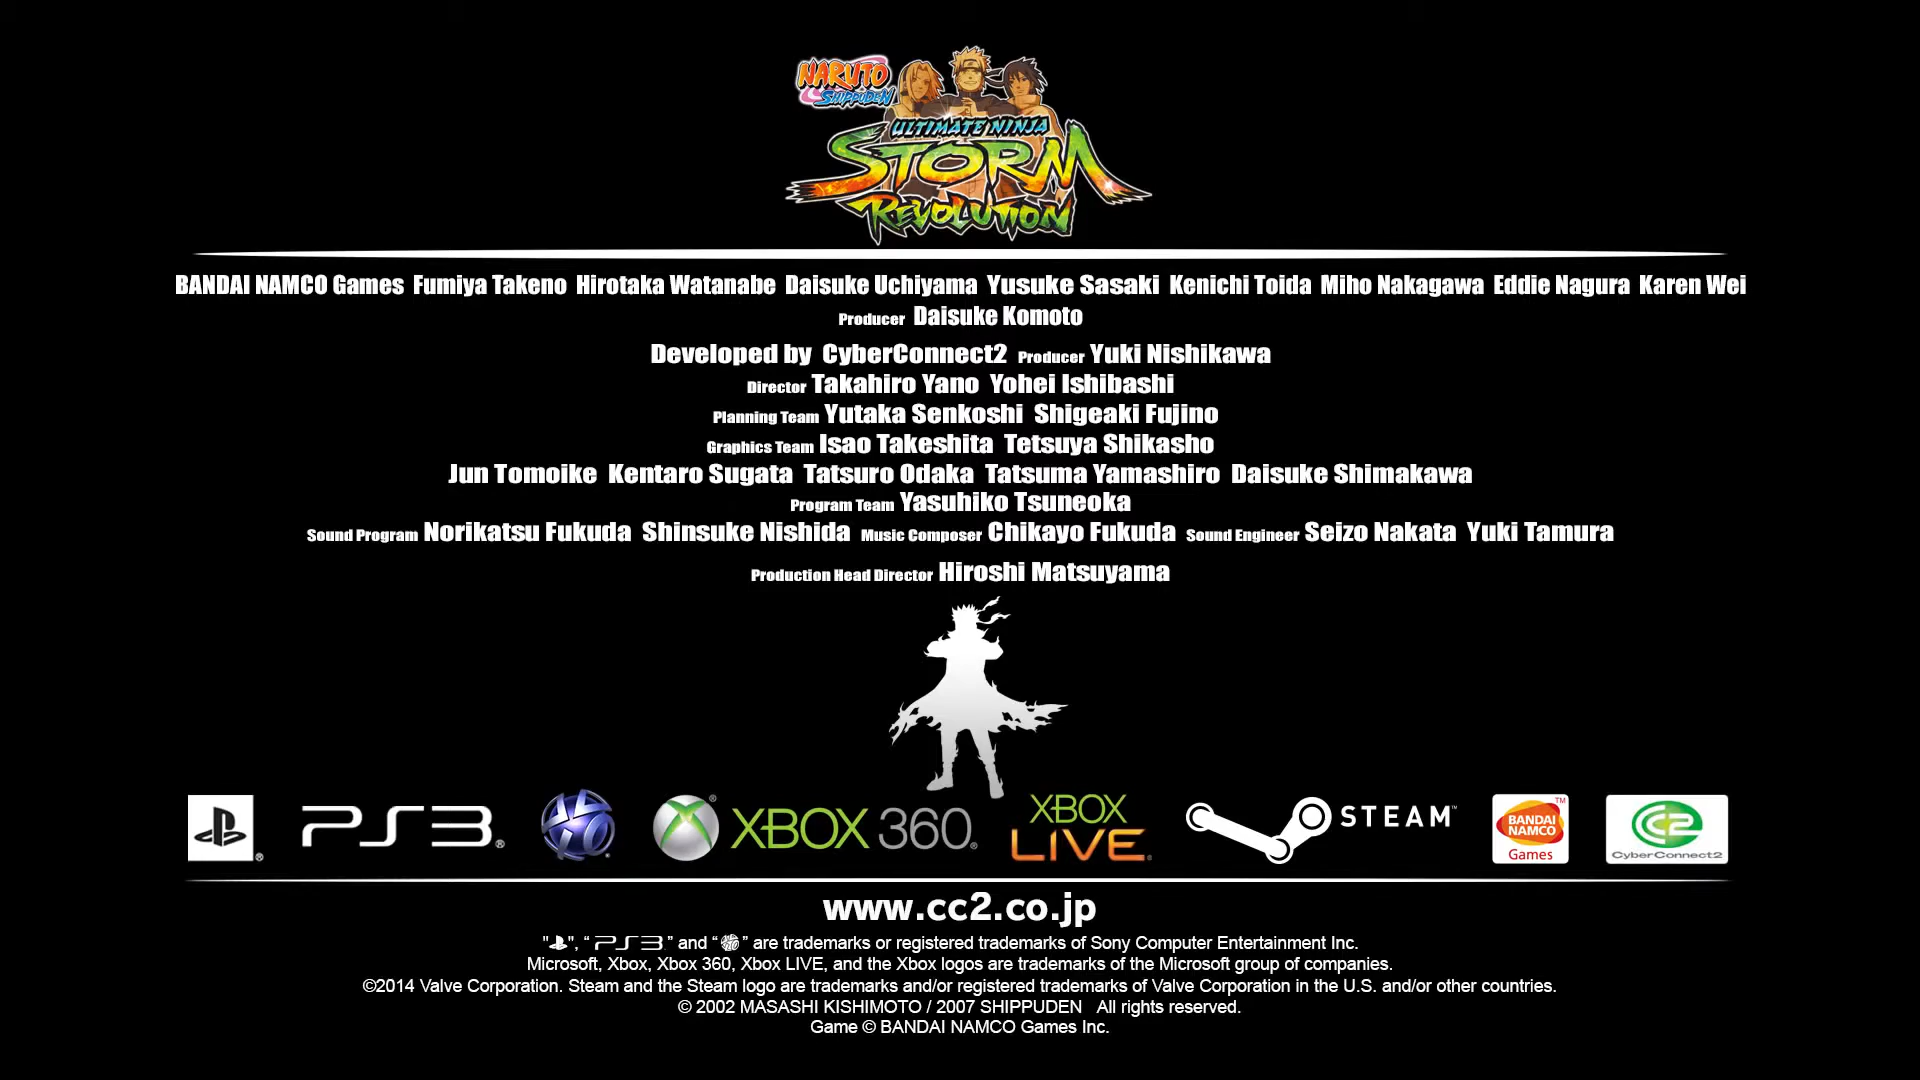 NARUTO
SHIPPUDEN
ULTIMATE NINJA
STORM
REVOLUTION
BANDAI NAMCO Games Fumiya Takeno Hirotaka Watanabe Daisuke Uchiyama Yusuke Sasaki Kenichi Toida Miho Nakagawa Eddie Nagura Karen Wei
Producer Daisuke Komoto
Developed by CyberConnect2 Producer Yuki Nishikawa
Director Takahiro Yano Yohei Ishibashi
Planning Team Yutaka Senkoshi Shigeaki Fujino
Graphics Team Isao Takeshita Tetsuya Shikasho
Jun Tomoike Kentaro Sugata Tatsuro Odaka Tatsuma Yamashiro Daisuke Shimakawa
Program Team Yasuhiko Tsuneoka
Sound Program Norikatsu Fukuda Shinsuke Nishida Music Composer Chikayo Fukuda Sound Engineer Seizo Nakata Yuki Tamura
Production Head Director Hiroshi Matsuyama
PS3® XBOX 360® XBOX LIVE® STEAM™ BANDAI NAMCO Games™ CC2 CyberConnect2
www.cc2.co.jp
"", “PS3” and “” are trademarks or registered trademarks of Sony Computer Entertainment Inc.
Microsoft, Xbox, Xbox 360, Xbox LIVE, and the Xbox logos are trademarks of the Microsoft group of companies.
©2014 Valve Corporation. Steam and the Steam logo are trademarks and/or registered trademarks of Valve Corporation in the U.S. and/or other countries.
© 2002 MASASHI KISHIMOTO / 2007 SHIPPUDEN All rights reserved.
Game © BANDAI NAMCO Games Inc.